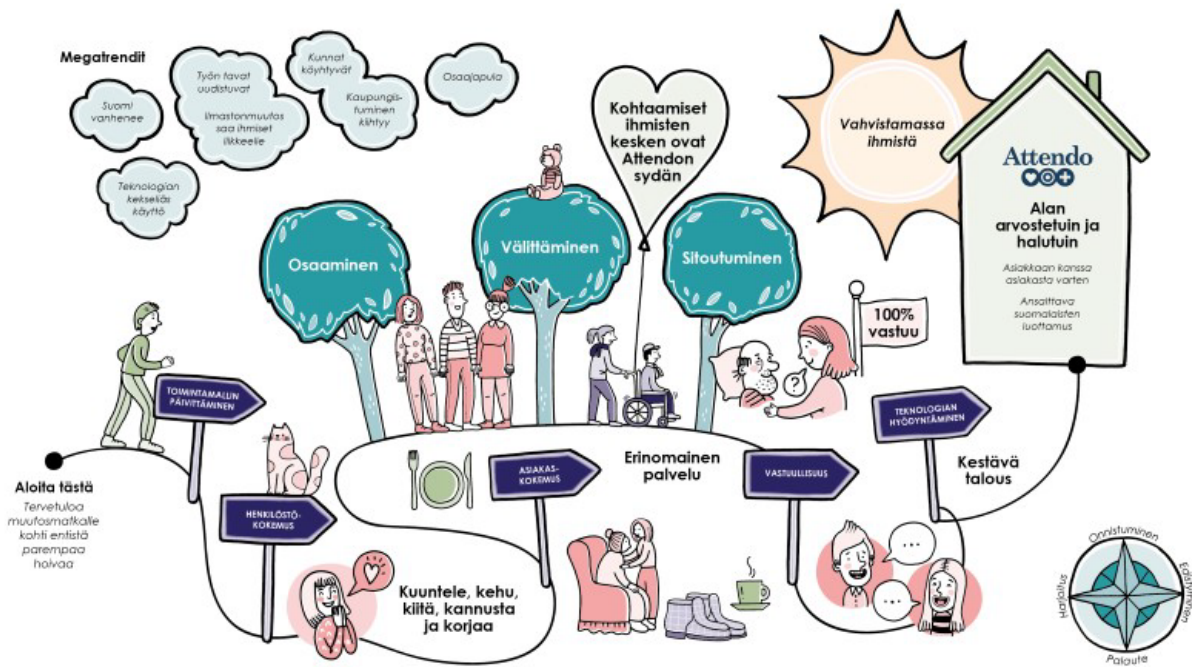 Megatrendit
Suomi
vanhenee
Työn tavat
uudistuvat
Ilmastonmuutos
saa ihmiset
liikkeelle
Kunnat
köyhtyvät
Kaupungis-
tuminen
kiihtyy
Osaajapula
Teknologian
kekseliäs
käyttö
Kohtaamiset
ihmisten
kesken ovat
Attendon
sydän
Vahvistamassa
ihmistä
Attendo
Alan
arvostetuin ja
halutuin
Asiakkaan kanssa
asiakasta varten
Ansaittava
suomalaisten
luottamus
Osaaminen
Välittäminen
Sitoutuminen
100%
vastuu
?
TOIMINTAMALLIN
PÄIVITTÄMINEN
HENKILÖSTÖ-
KOKEMUS
ASIAKAS-
KOKEMUS
Erinomainen
palvelu
VASTUULLISUUS
TEKNOLOGIAN
HYÖDYNTÄMINEN
Kestävä
talous
Aloita tästä
Tervetuloa
muutosmatkalle
kohti entistä
parempaa
hoivaa
Kuuntele, kehu,
kiitä, kannusta
ja korjaa
...
...
Onnistuminen
Edistyminen
Palaute
Harjoitus